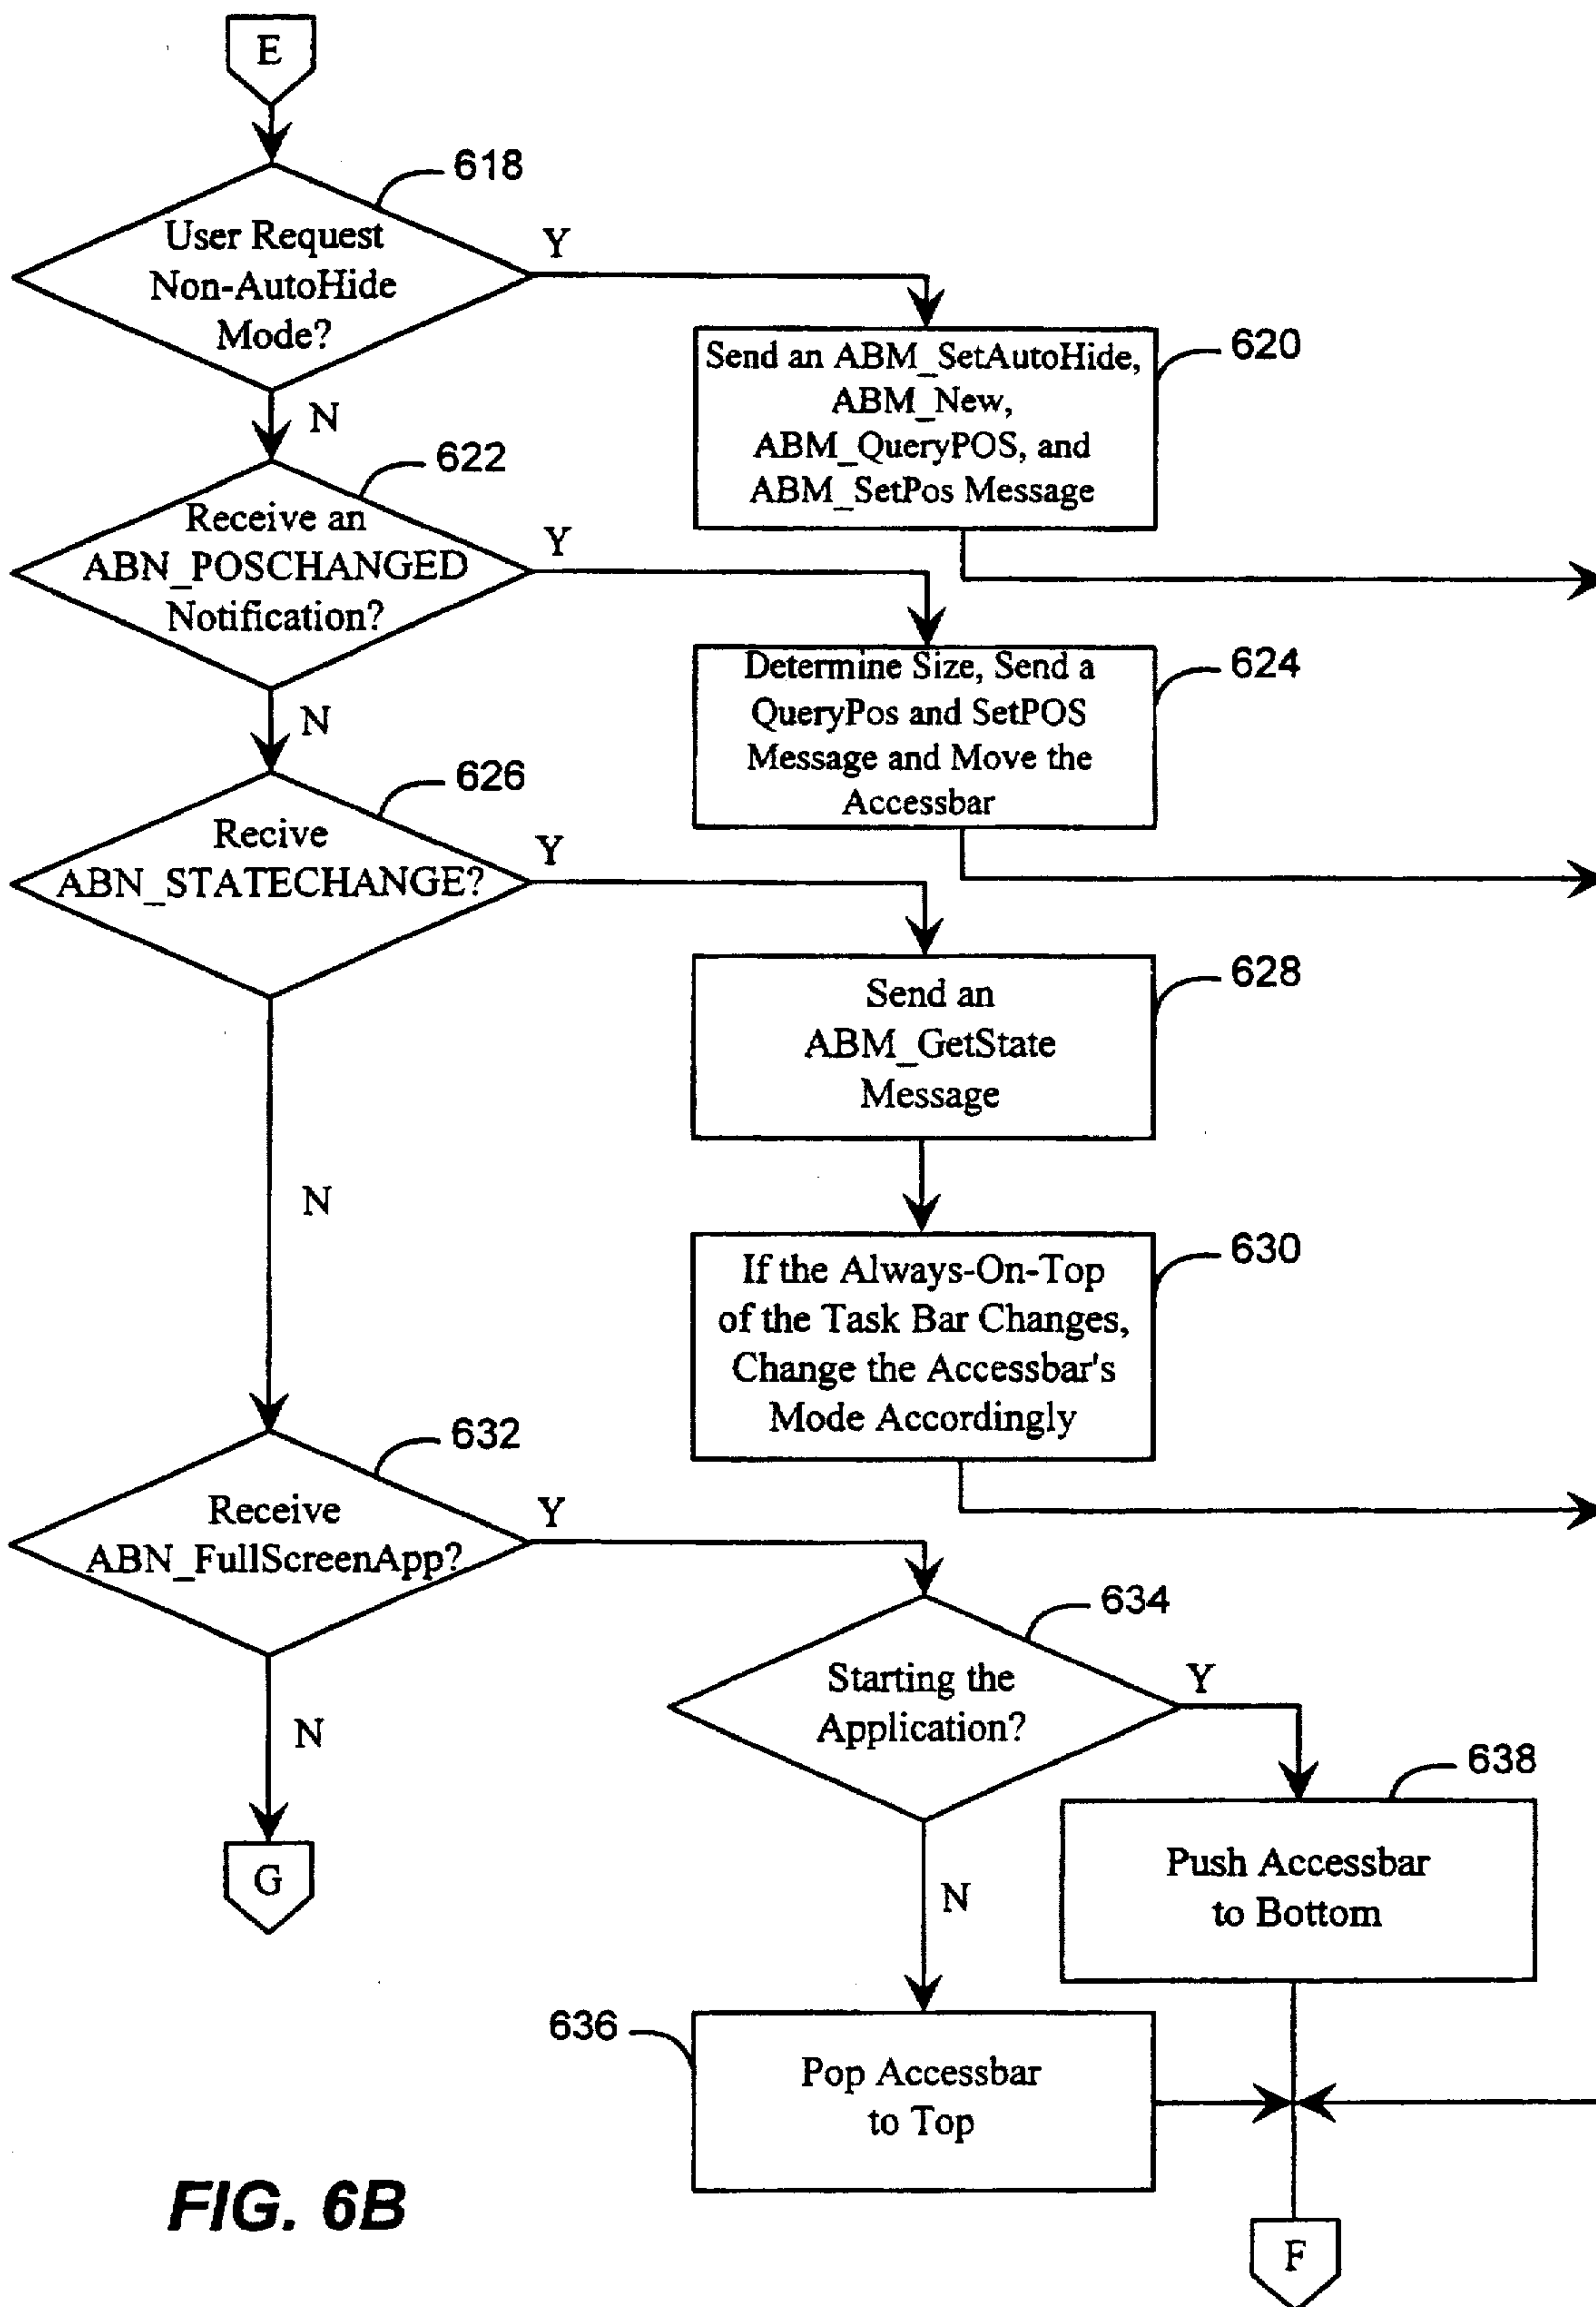 E
618
User Request
Non-AutoHide
Mode?
Y
N
620
Send an ABM_SetAutoHide,
ABM_New,
ABM_QueryPOS, and
ABM_SetPos Message
622
Receive an
ABN_POSCHANGED
Notification?
Y
N
624
Determine Size, Send a
QueryPos and SetPOS
Message and Move the
Accessbar
626
Recive
ABN_STATECHANGE?
Y
N
628
Send an
ABM_GetState
Message
630
If the Always-On-Top
of the Task Bar Changes,
Change the Accessbar's
Mode Accordingly
632
Receive
ABN_FullScreenApp?
Y
N
634
Starting the
Application?
Y
N
638
Push Accessbar
to Bottom
G
636
Pop Accessbar
to Top
FIG. 6B
F